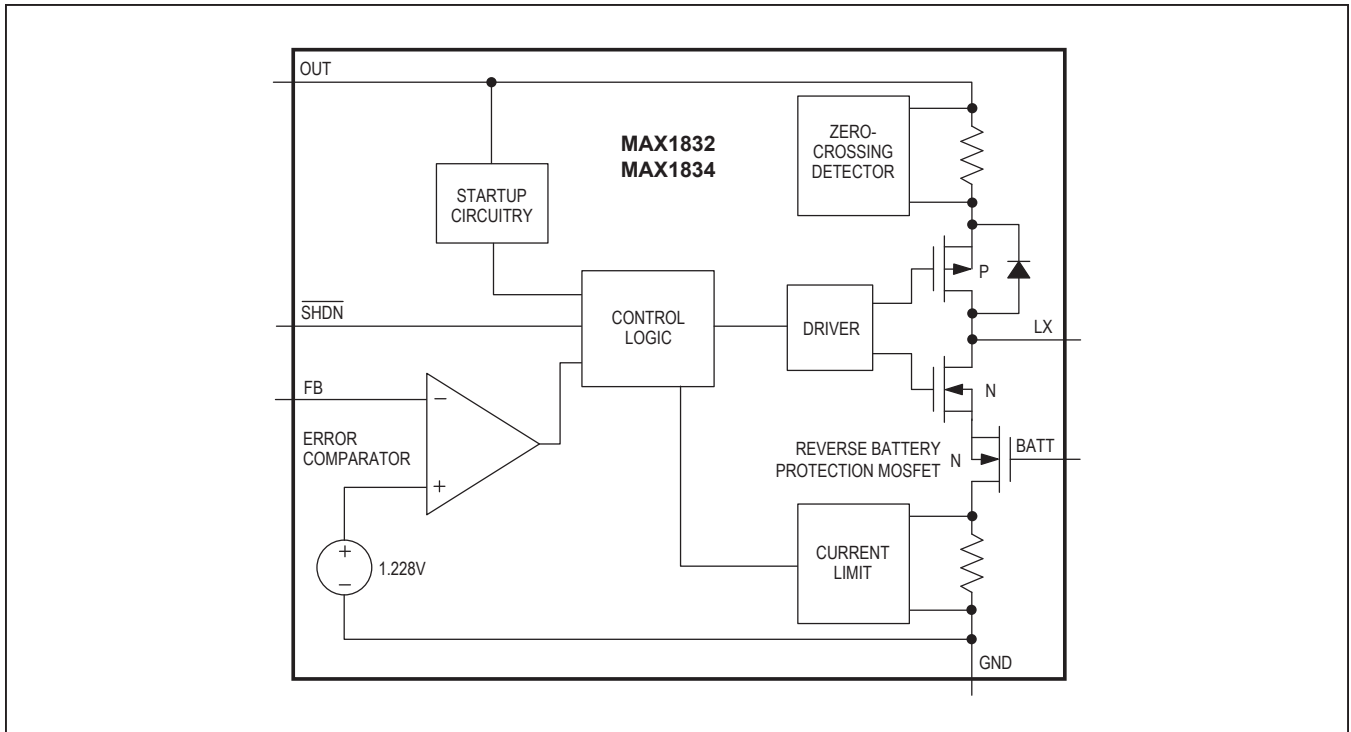 OUT
MAX1832
MAX1834
ZERO-
CROSSING
DETECTOR
STARTUP
CIRCUITRY
P
SHDN
CONTROL
LOGIC
DRIVER
LX
FB
−
N
ERROR
COMPARATOR
REVERSE BATTERY
PROTECTION MOSFET
N
BATT
+
+
−
1.228V
CURRENT
LIMIT
GND